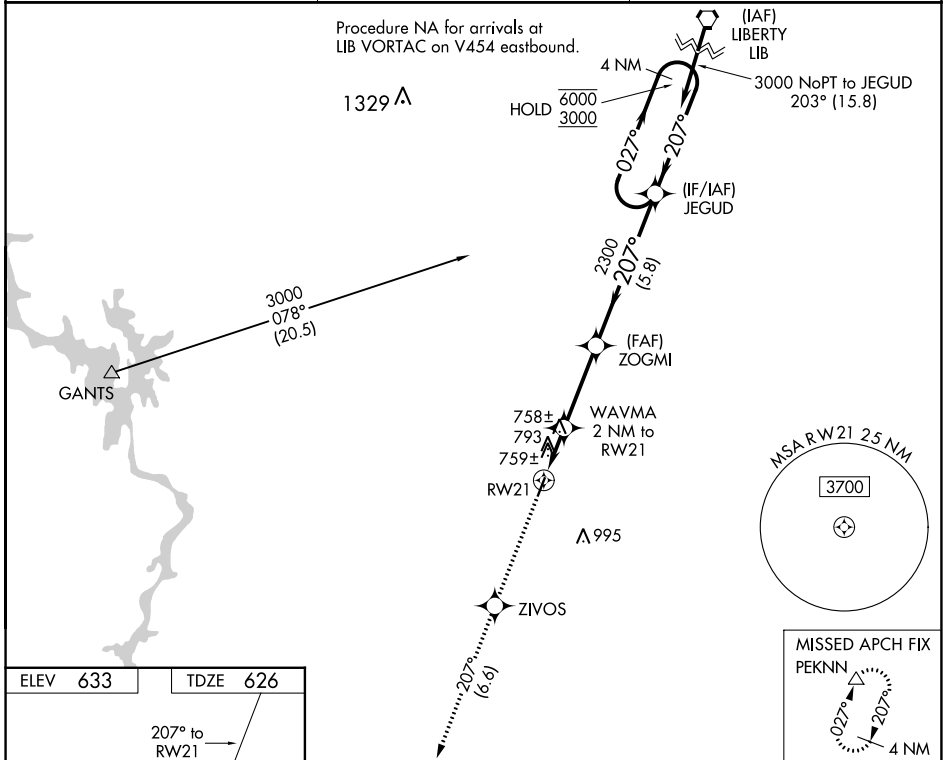 Procedure NA for arrivals at
LIB VORTAC on V454 eastbound.
(IAF)
LIBERTY
LIB
4 NM
3000 NoPT to JEGUD
203° (15.8)
1329
HOLD
6000
3000
027°
207°
(IF/IAF)
JEGUD
2300
207°
(5.8)
3000
078°
(20.5)
(FAF)
ZOGMI
GANTS
758±
793
759±
WAVMA
2 NM to
RW21
RW21
MSA RW21 25 NM
3700
995
ZIVOS
207°
(6.6)
MISSED APCH FIX
PEKNN
027°
207°
4 NM
ELEV 633
TDZE 626
207° to
RW21